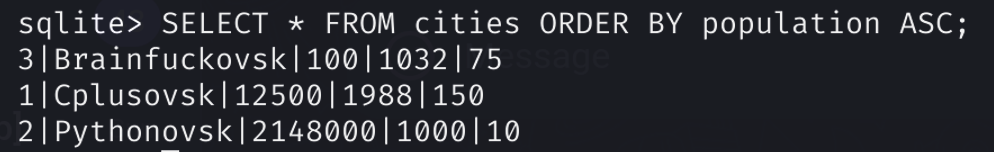 sqlite> SELECT * FROM cities ORDER BY population ASC;
3|Brainfuckovsk|100|1032|75
1|Cplusovsk|12500|1988|150
2|Pythonovsk|2148000|1000|10